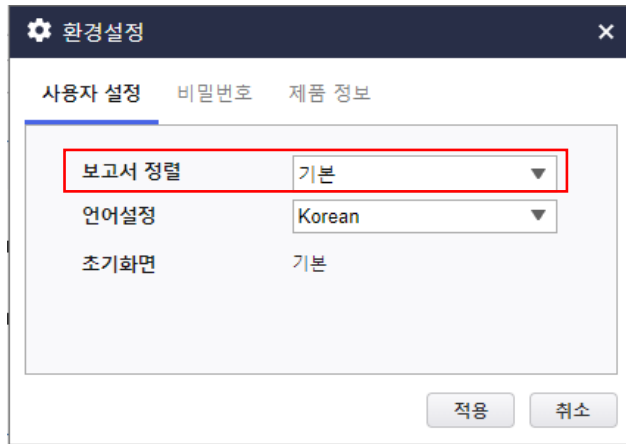 환경설정
사용자 설정 비밀번호 제품 정보
보고서 정렬 기본
언어설정 Korean
초기화면 기본
적용 취소